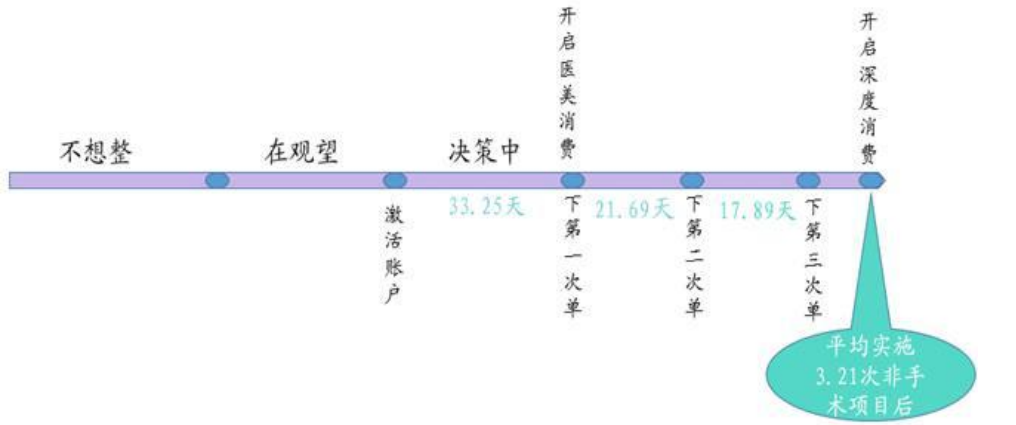 开启医美消费
开启深度消费
不想整
在观望
决策中
激活账户
33.25天
下第一次单
21.69天
下第二次单
17.89天
下第三次单
平均实施
3.21次非手
术项目后